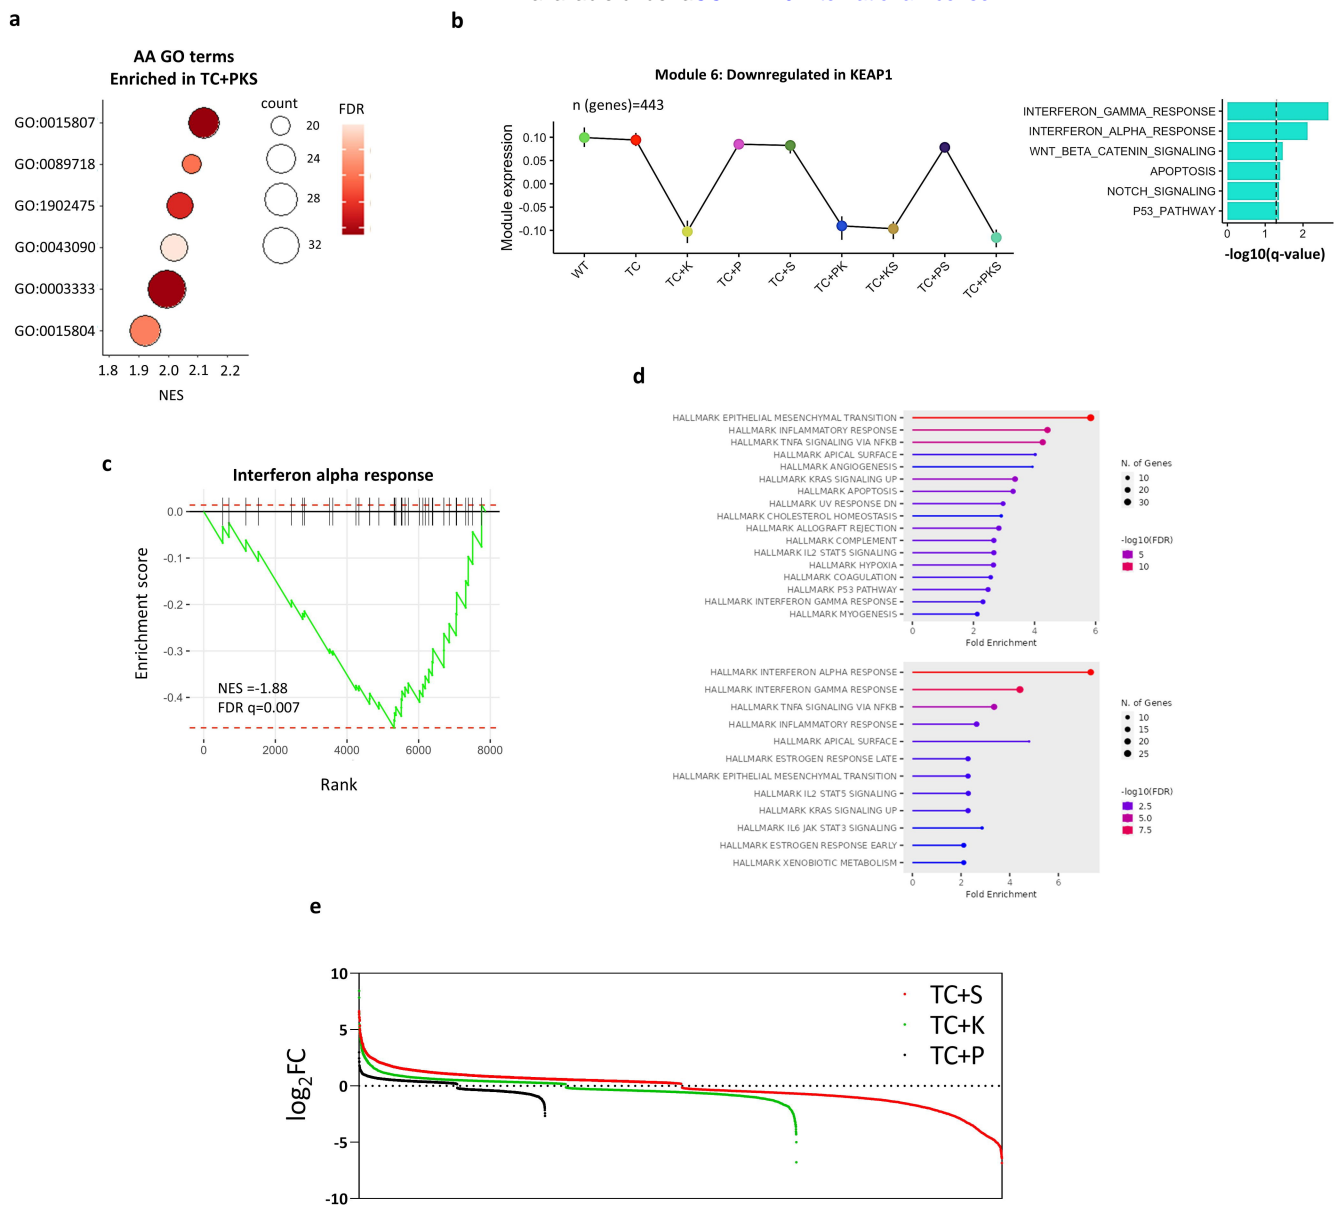 a
AA GO terms
Enriched in TC+PKS
GO:0015807
GO:0089718
GO:1902475
GO:0043090
GO:0003333
GO:0015804
1.8 1.9 2.0 2.1 2.2
NES
count
20
24
28
32
FDR
b
Module 6: Downregulated in KEAP1
n (genes)=443
Module expression
0.10
0.05
0.00
-0.05
-0.10
WT
TC
TC+K
TC+P
TC+S
TC+PK
TC+KS
TC+PS
TC+PKS
INTERFERON_GAMMA_RESPONSE
INTERFERON_ALPHA_RESPONSE
WNT_BETA_CATENIN_SIGNALING
APOPTOSIS
NOTCH_SIGNALING
P53_PATHWAY
0 1 2
-log10(q-value)
c
Interferon alpha response
Enrichment score
0.0
-0.1
-0.2
-0.3
-0.4
NES =-1.88
FDR q=0.007
0 2000 4000 6000 8000
Rank
d
HALLMARK EPITHELIAL MESENCHYMAL TRANSITION
HALLMARK INFLAMMATORY RESPONSE
HALLMARK TNFA SIGNALING VIA NFKB
HALLMARK APICAL SURFACE
HALLMARK ANGIOGENESIS
HALLMARK KRAS SIGNALING UP
HALLMARK APOPTOSIS
HALLMARK UV RESPONSE DN
HALLMARK CHOLESTEROL HOMEOSTASIS
HALLMARK ALLOGRAFT REJECTION
HALLMARK COMPLEMENT
HALLMARK IL2 STAT5 SIGNALING
HALLMARK HYPOXIA
HALLMARK COAGULATION
HALLMARK P53 PATHWAY
HALLMARK INTERFERON GAMMA RESPONSE
HALLMARK MYOGENESIS
0 2 4 6
Fold Enrichment
N. of Genes
10
20
30
-log10(FDR)
5
10
HALLMARK INTERFERON ALPHA RESPONSE
HALLMARK INTERFERON GAMMA RESPONSE
HALLMARK TNFA SIGNALING VIA NFKB
HALLMARK INFLAMMATORY RESPONSE
HALLMARK APICAL SURFACE
HALLMARK ESTROGEN RESPONSE LATE
HALLMARK EPITHELIAL MESENCHYMAL TRANSITION
HALLMARK IL2 STAT5 SIGNALING
HALLMARK KRAS SIGNALING UP
HALLMARK IL6 JAK STAT3 SIGNALING
HALLMARK ESTROGEN RESPONSE EARLY
HALLMARK XENOBIOTIC METABOLISM
0 2 4 6
Fold Enrichment
N. of Genes
10
15
20
25
-log10(FDR)
2.5
5.0
7.5
e
log2FC
10
5
0
-5
-10
TC+S
TC+K
TC+P